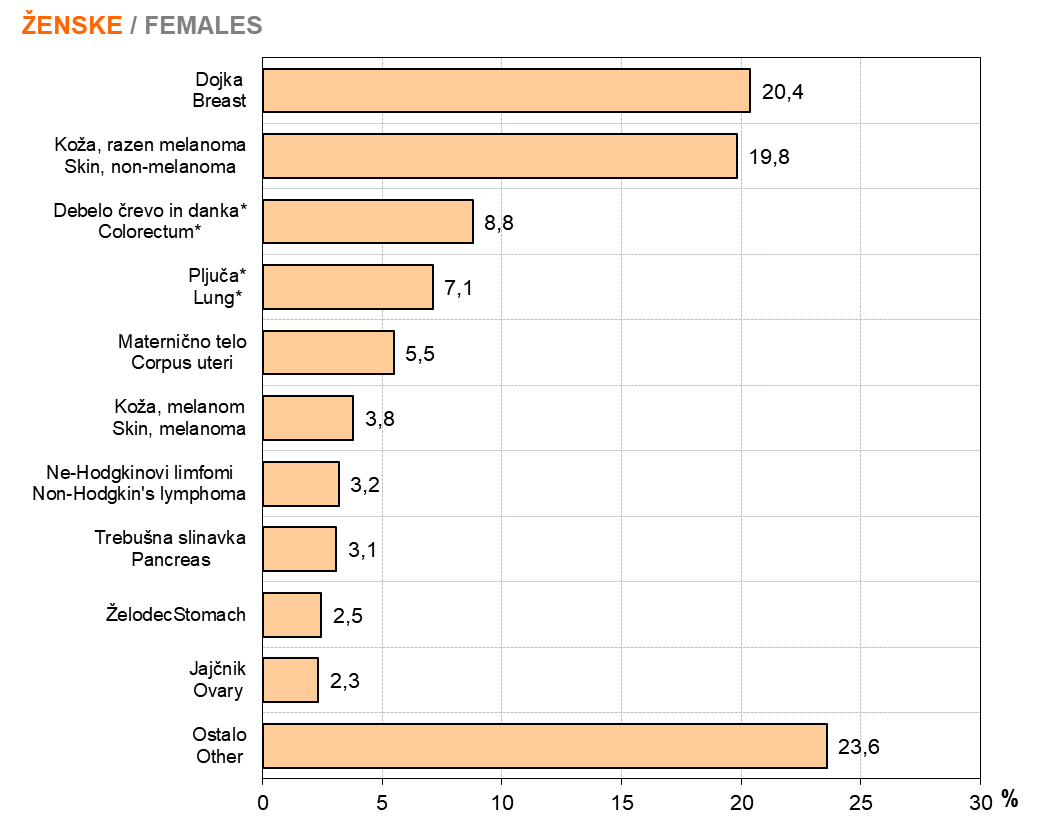 ŽENSKE / FEMALES
Dojka
Breast
20,4
Koža, razen melanoma
Skin, non-melanoma
19,8
Debelo črevo in danka*
Colorectum*
8,8
Pljuča*
Lung*
7,1
Maternično telo
Corpus uteri
5,5
Koža, melanom
Skin, melanoma
3,8
Ne-Hodgkinovi limfomi
Non-Hodgkin's lymphoma
3,2
Trebušna slinavka
Pancreas
3,1
ŽelodecStomach
2,5
Jajčnik
Ovary
2,3
Ostalo
Other
23,6
0 5 10 15 20 25 30 %